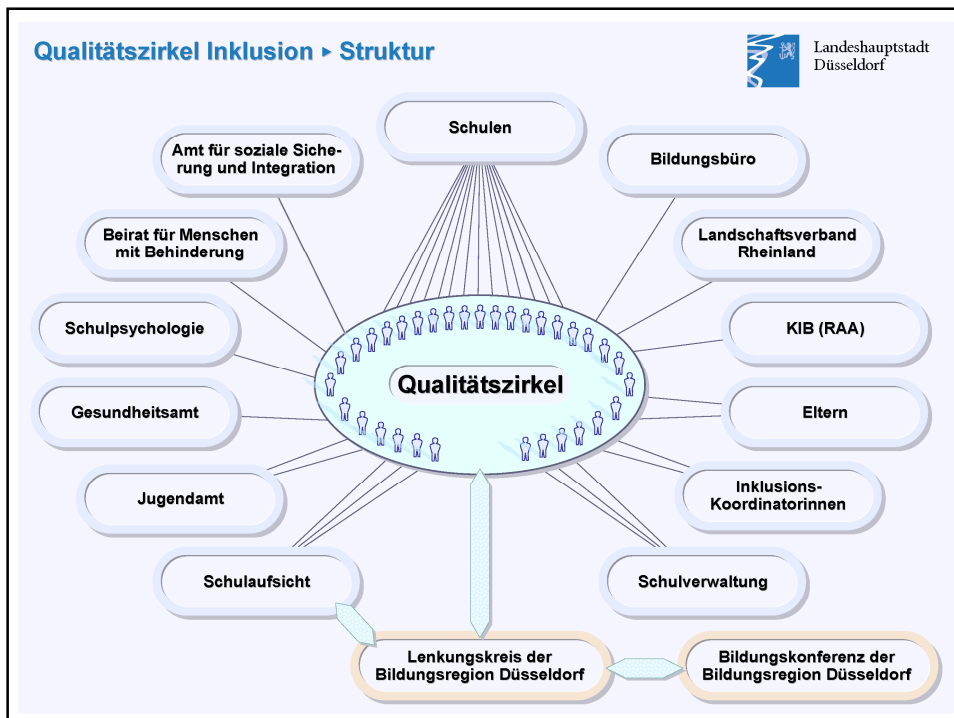 Qualitätszirkel Inklusion ▸ Struktur
Landeshauptstadt
Düsseldorf
Schulen
Amt für soziale Siche-
rung und Integration
Bildungsbüro
Beirat für Menschen
mit Behinderung
Landschaftsverband
Rheinland
Schulpsychologie
KIB (RAA)
Qualitätszirkel
Gesundheitsamt
Eltern
Jugendamt
Inklusions-
Koordinatorinnen
Schulaufsicht
Schulverwaltung
Lenkungskreis der
Bildungsregion Düsseldorf
Bildungskonferenz der
Bildungsregion Düsseldorf